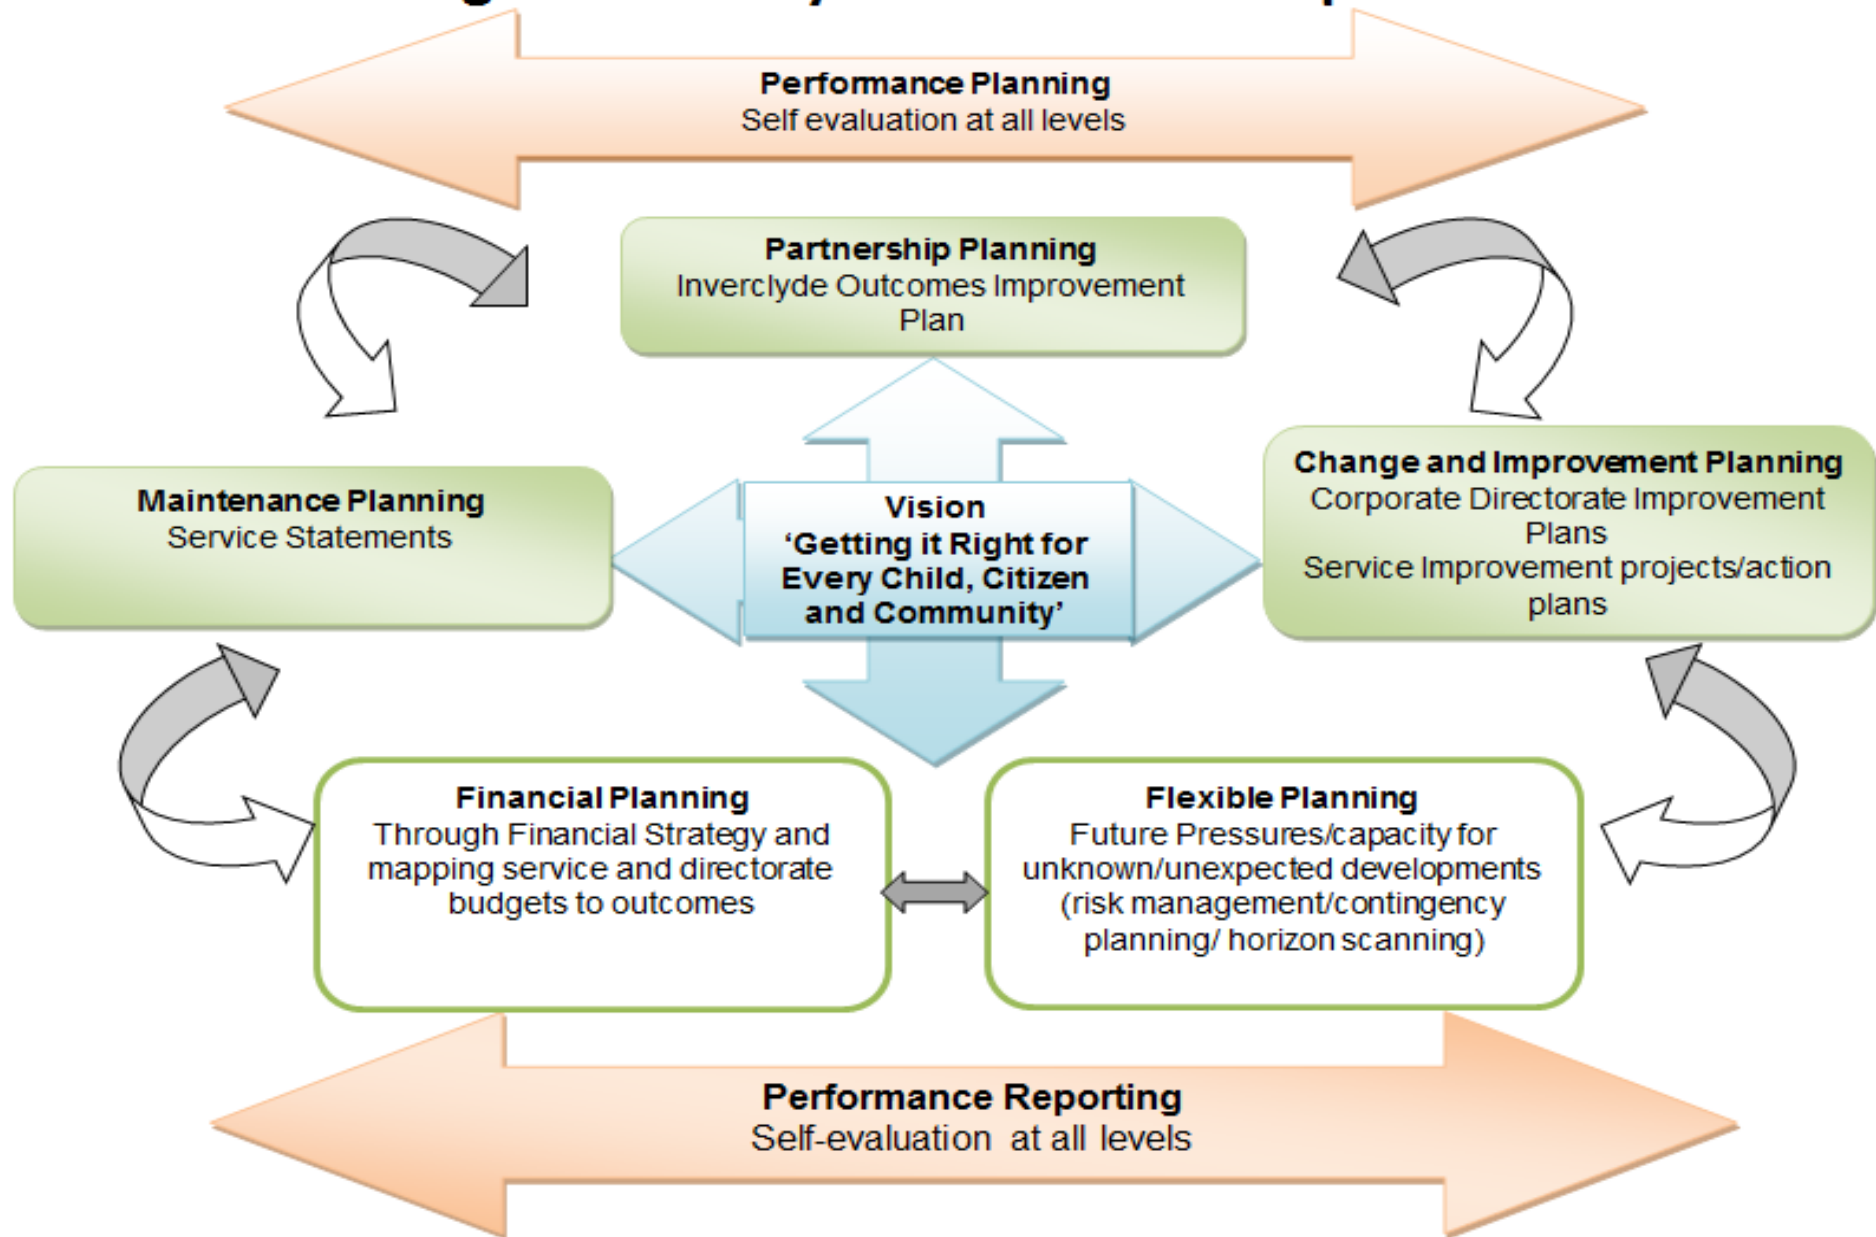 Performance Planning
Self evaluation at all levels
Partnership Planning
Inverclyde Outcomes Improvement
Plan
Maintenance Planning
Service Statements
Vision
‘Getting it Right for
Every Child, Citizen
and Community’
Change and Improvement Planning
Corporate Directorate Improvement
Plans
Service Improvement projects/action
plans
Financial Planning
Through Financial Strategy and
mapping service and directorate
budgets to outcomes
Flexible Planning
Future Pressures/capacity for
unknown/unexpected developments
(risk management/contingency
planning/ horizon scanning)
Performance Reporting
Self-evaluation at all levels